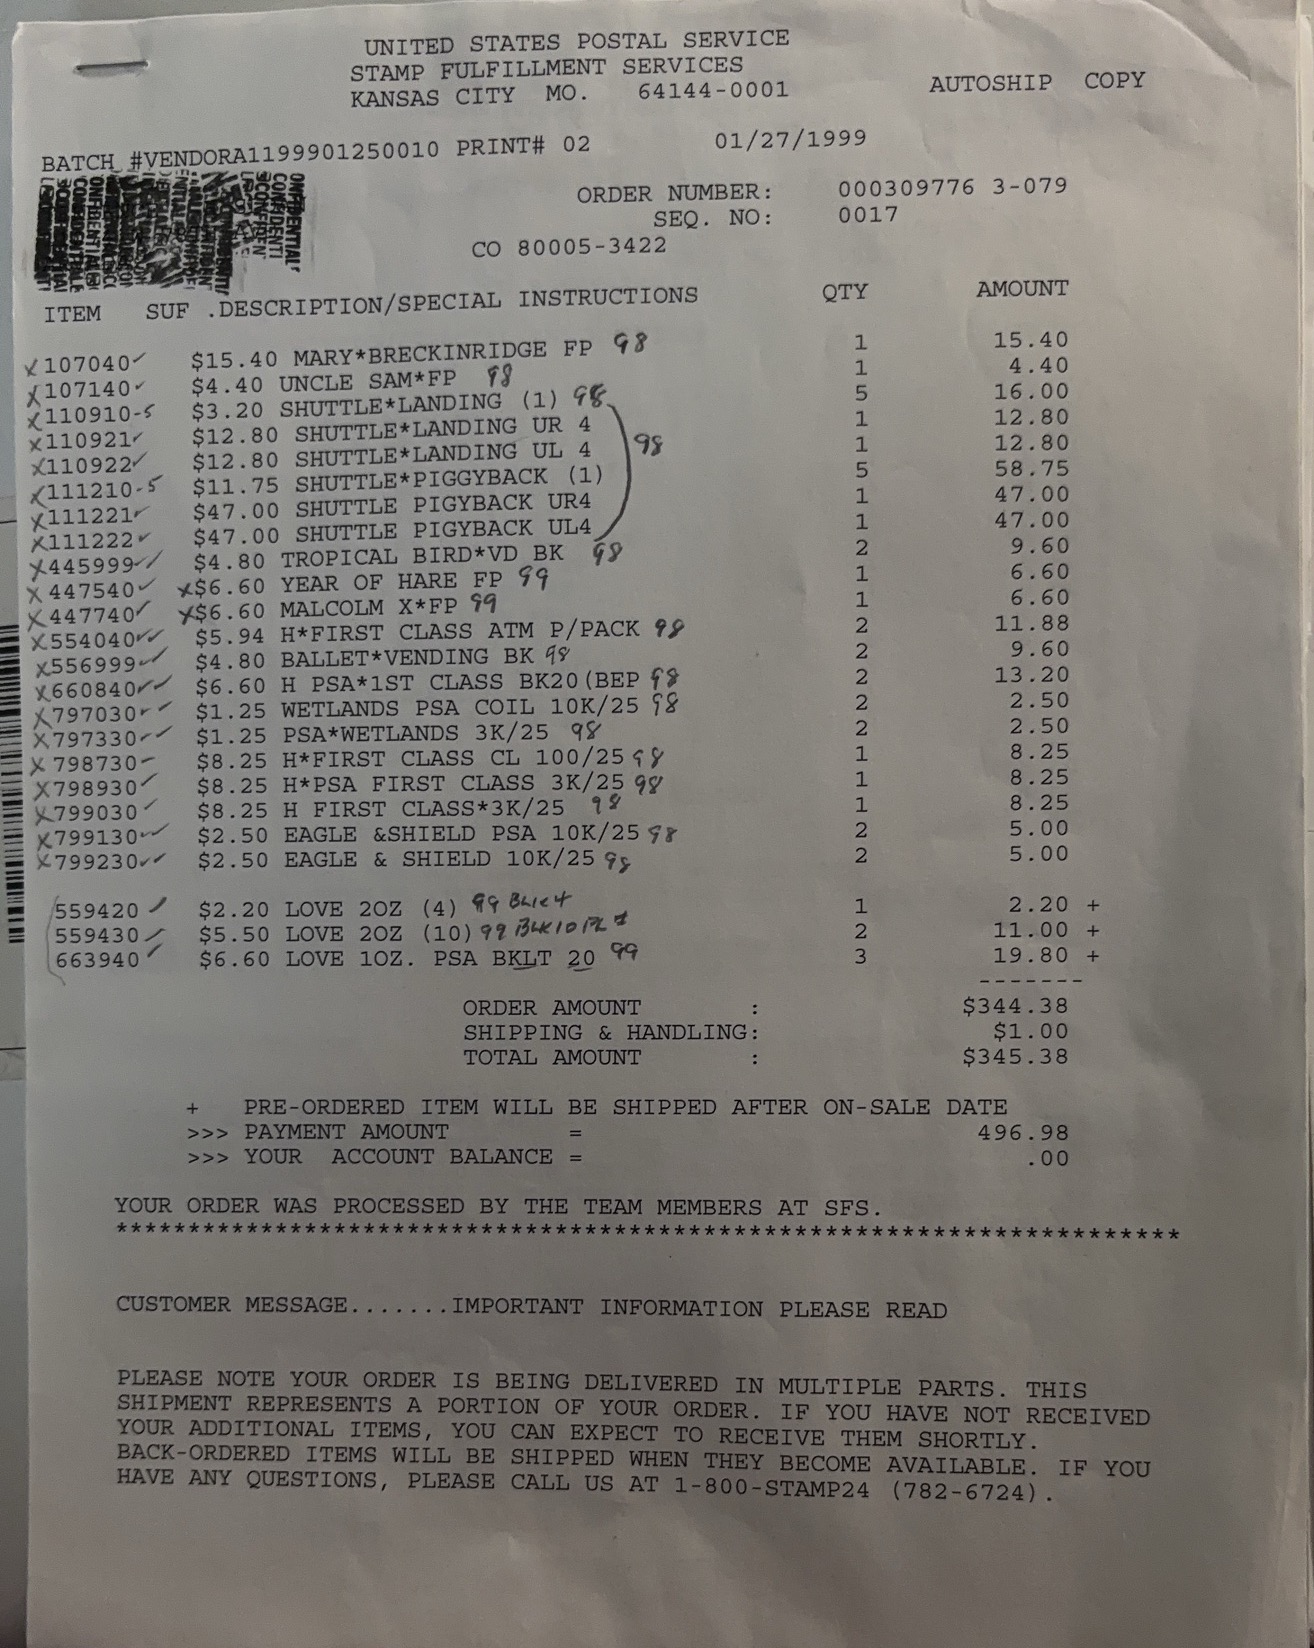 UNITED STATES POSTAL SERVICE
STAMP FULFILLMENT SERVICES
KANSAS CITY MO. 64144-0001 AUTOSHIP COPY
BATCH #VENDORA1199901250010 PRINT# 02 01/27/1999
ORDER NUMBER: 000309776 3-079
SEQ. NO: 0017
CO 80005-3422
ITEM SUF .DESCRIPTION/SPECIAL INSTRUCTIONS QTY AMOUNT
x 107040✓ $15.40 MARY*BRECKINRIDGE FP 98 1 15.40
x 107140✓ $4.40 UNCLE SAM*FP 98 1 4.40
x 110910-5 $3.20 SHUTTLE*LANDING (1) 98 5 16.00
x 110921✓ $12.80 SHUTTLE*LANDING UR 4 1 12.80
x 110922✓ $12.80 SHUTTLE*LANDING UL 4 98 1 12.80
x 111210-5 $11.75 SHUTTLE*PIGGYBACK (1) 5 58.75
x 111221✓ $47.00 SHUTTLE PIGYBACK UR4 1 47.00
x 111222✓ $47.00 SHUTTLE PIGYBACK UL4 1 47.00
x 445999✓✓ $4.80 TROPICAL BIRD*VD BK 98 2 9.60
x 447540✓ x$6.60 YEAR OF HARE FP 99 1 6.60
x 447740✓ x$6.60 MALCOLM X*FP 99 1 6.60
x 554040✓✓ $5.94 H*FIRST CLASS ATM P/PACK 98 2 11.88
x 556999✓✓ $4.80 BALLET*VENDING BK 98 2 9.60
x 660840✓✓ $6.60 H PSA*1ST CLASS BK20(BEP 98 2 13.20
x 797030✓✓ $1.25 WETLANDS PSA COIL 10K/25 98 2 2.50
x 797330✓✓ $1.25 PSA*WETLANDS 3K/25 98 2 2.50
x 798730✓ $8.25 H*FIRST CLASS CL 100/25 98 1 8.25
x 798930✓ $8.25 H*PSA FIRST CLASS 3K/25 98 1 8.25
x 799030✓ $8.25 H FIRST CLASS*3K/25 98 1 8.25
x 799130✓✓ $2.50 EAGLE &SHIELD PSA 10K/25 98 2 5.00
x 799230✓✓ $2.50 EAGLE & SHIELD 10K/25 98 2 5.00
559420 ✓ $2.20 LOVE 2OZ (4) 99 Blk 4 1 2.20 +
559430✓ $5.50 LOVE 2OZ (10) 99 BLK10 PL# 2 11.00 +
663940✓ $6.60 LOVE 1OZ. PSA BKLT 20 99 3 19.80 +
-------
ORDER AMOUNT : $344.38
SHIPPING & HANDLING: $1.00
TOTAL AMOUNT : $345.38
+ PRE-ORDERED ITEM WILL BE SHIPPED AFTER ON-SALE DATE
>>> PAYMENT AMOUNT = 496.98
>>> YOUR ACCOUNT BALANCE = .00
YOUR ORDER WAS PROCESSED BY THE TEAM MEMBERS AT SFS.
**************************************************************************
CUSTOMER MESSAGE.......IMPORTANT INFORMATION PLEASE READ
PLEASE NOTE YOUR ORDER IS BEING DELIVERED IN MULTIPLE PARTS. THIS
SHIPMENT REPRESENTS A PORTION OF YOUR ORDER. IF YOU HAVE NOT RECEIVED
YOUR ADDITIONAL ITEMS, YOU CAN EXPECT TO RECEIVE THEM SHORTLY.
BACK-ORDERED ITEMS WILL BE SHIPPED WHEN THEY BECOME AVAILABLE. IF YOU
HAVE ANY QUESTIONS, PLEASE CALL US AT 1-800-STAMP24 (782-6724).